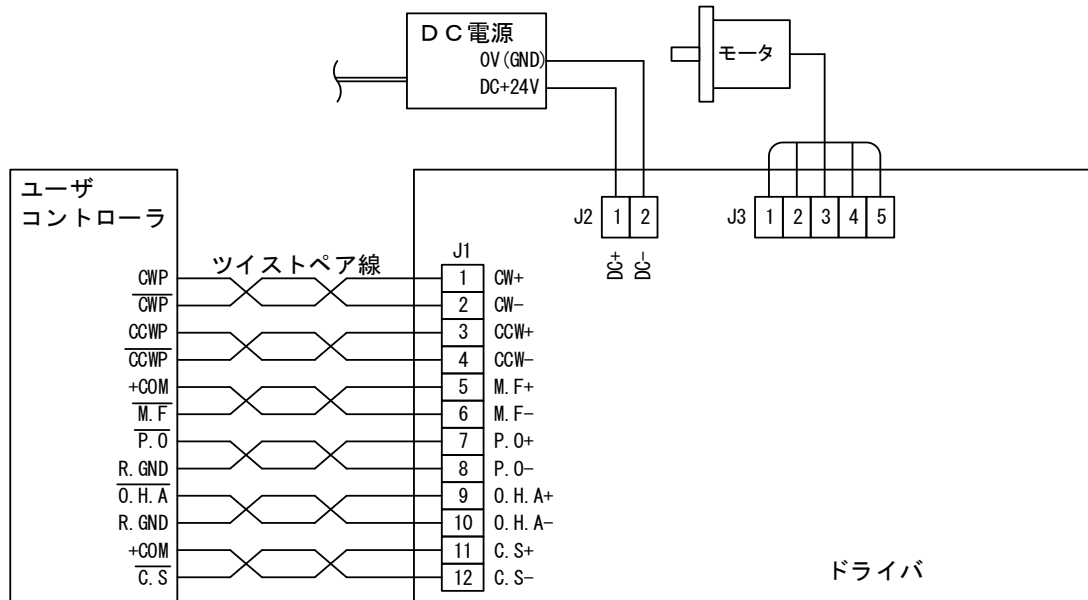 DC電源
0V(GND)
DC+24V
モータ
ユーザ
コントローラ
J2 1 2
J3 1 2 3 4 5
DC+
DC-
ツイストペア線
J1
CWP 1 CW+
CWP 2 CW-
CCWP 3 CCW+
CCWP 4 CCW-
+COM 5 M.F+
M.F 6 M.F-
P.O 7 P.O+
R.GND 8 P.O-
O.H.A 9 O.H.A+
R.GND 10 O.H.A-
+COM 11 C.S+
C.S 12 C.S-
ドライバ